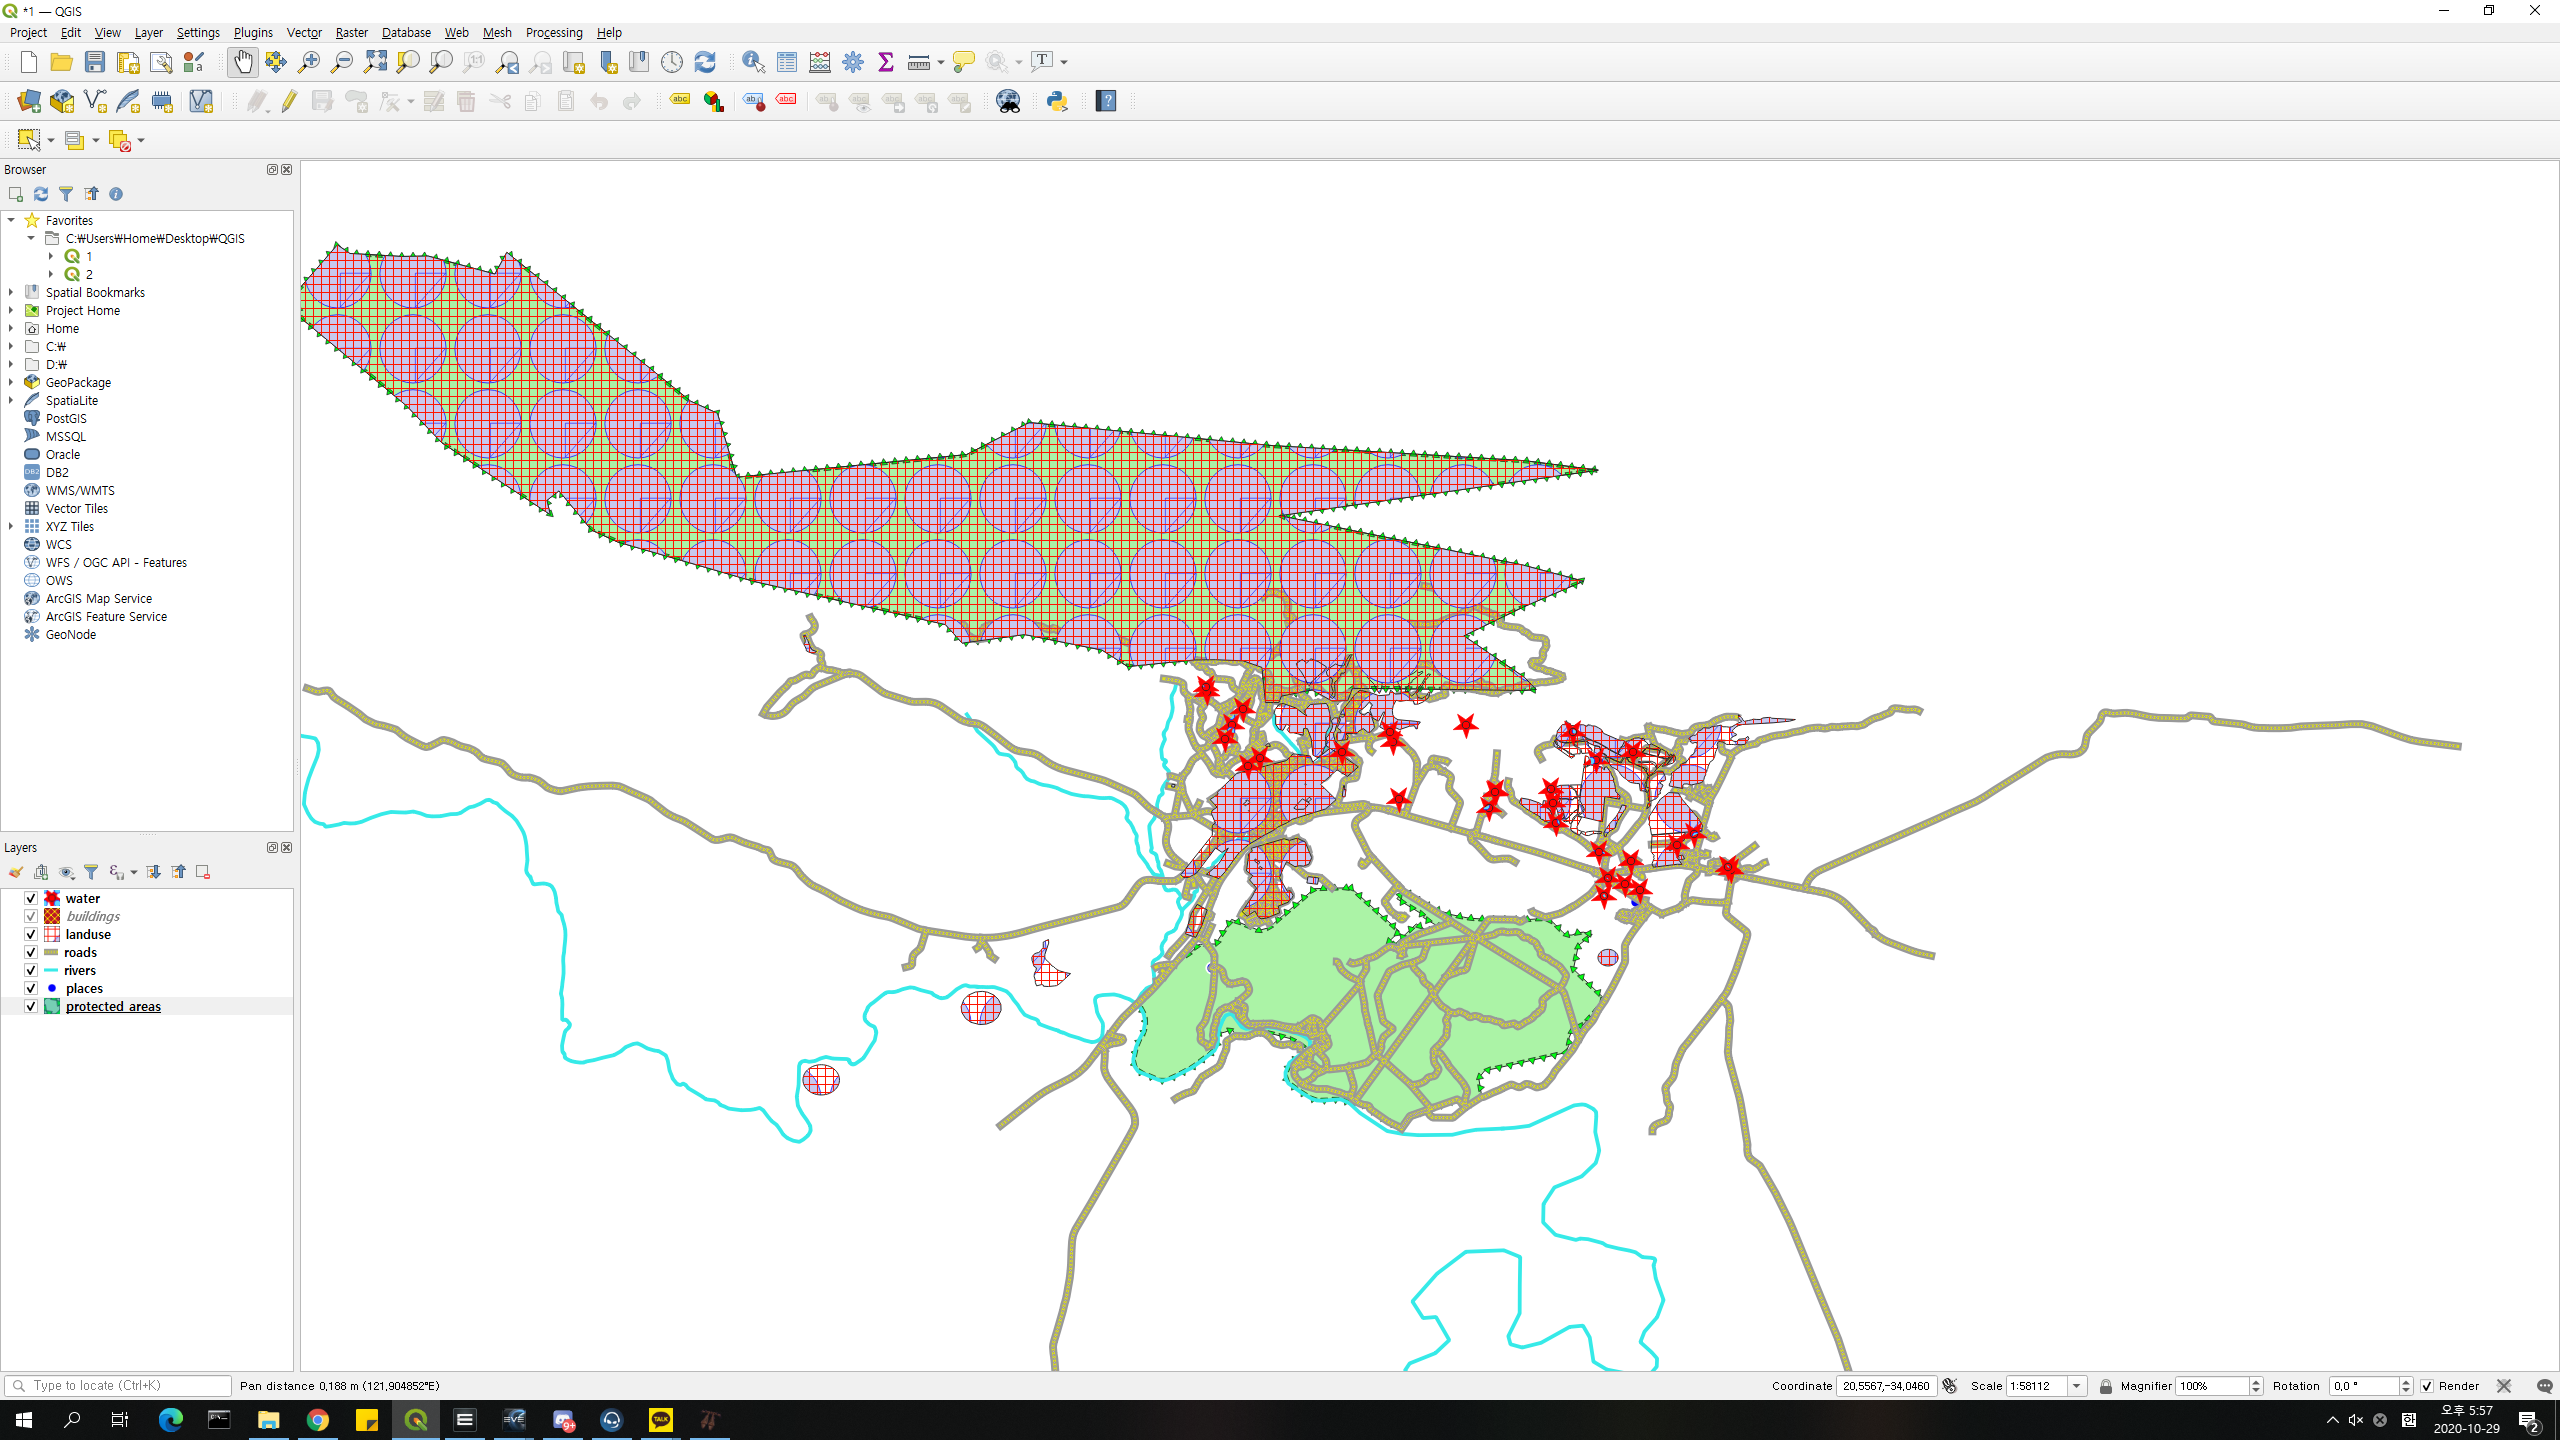 *1 — QGIS
Project Edit View Layer Settings Plugins Vector Raster Database Web Mesh Processing Help
Browser
Favorites
C:₩Users₩Home₩Desktop₩QGIS
1
2
Spatial Bookmarks
Project Home
Home
C:₩
D:₩
GeoPackage
SpatiaLite
PostGIS
MSSQL
Oracle
DB2
WMS/WMTS
Vector Tiles
XYZ Tiles
WCS
WFS / OGC API - Features
OWS
ArcGIS Map Service
ArcGIS Feature Service
GeoNode
Layers
water
buildings
landuse
roads
rivers
places
protected_areas
Type to locate (Ctrl+K) Pan distance 0,188 m (121,904852°E) Coordinate 20,5567,-34,0460 Scale 1:58112 Magnifier 100% Rotation 0,0 ° Render
오후 5:57
2020-10-29